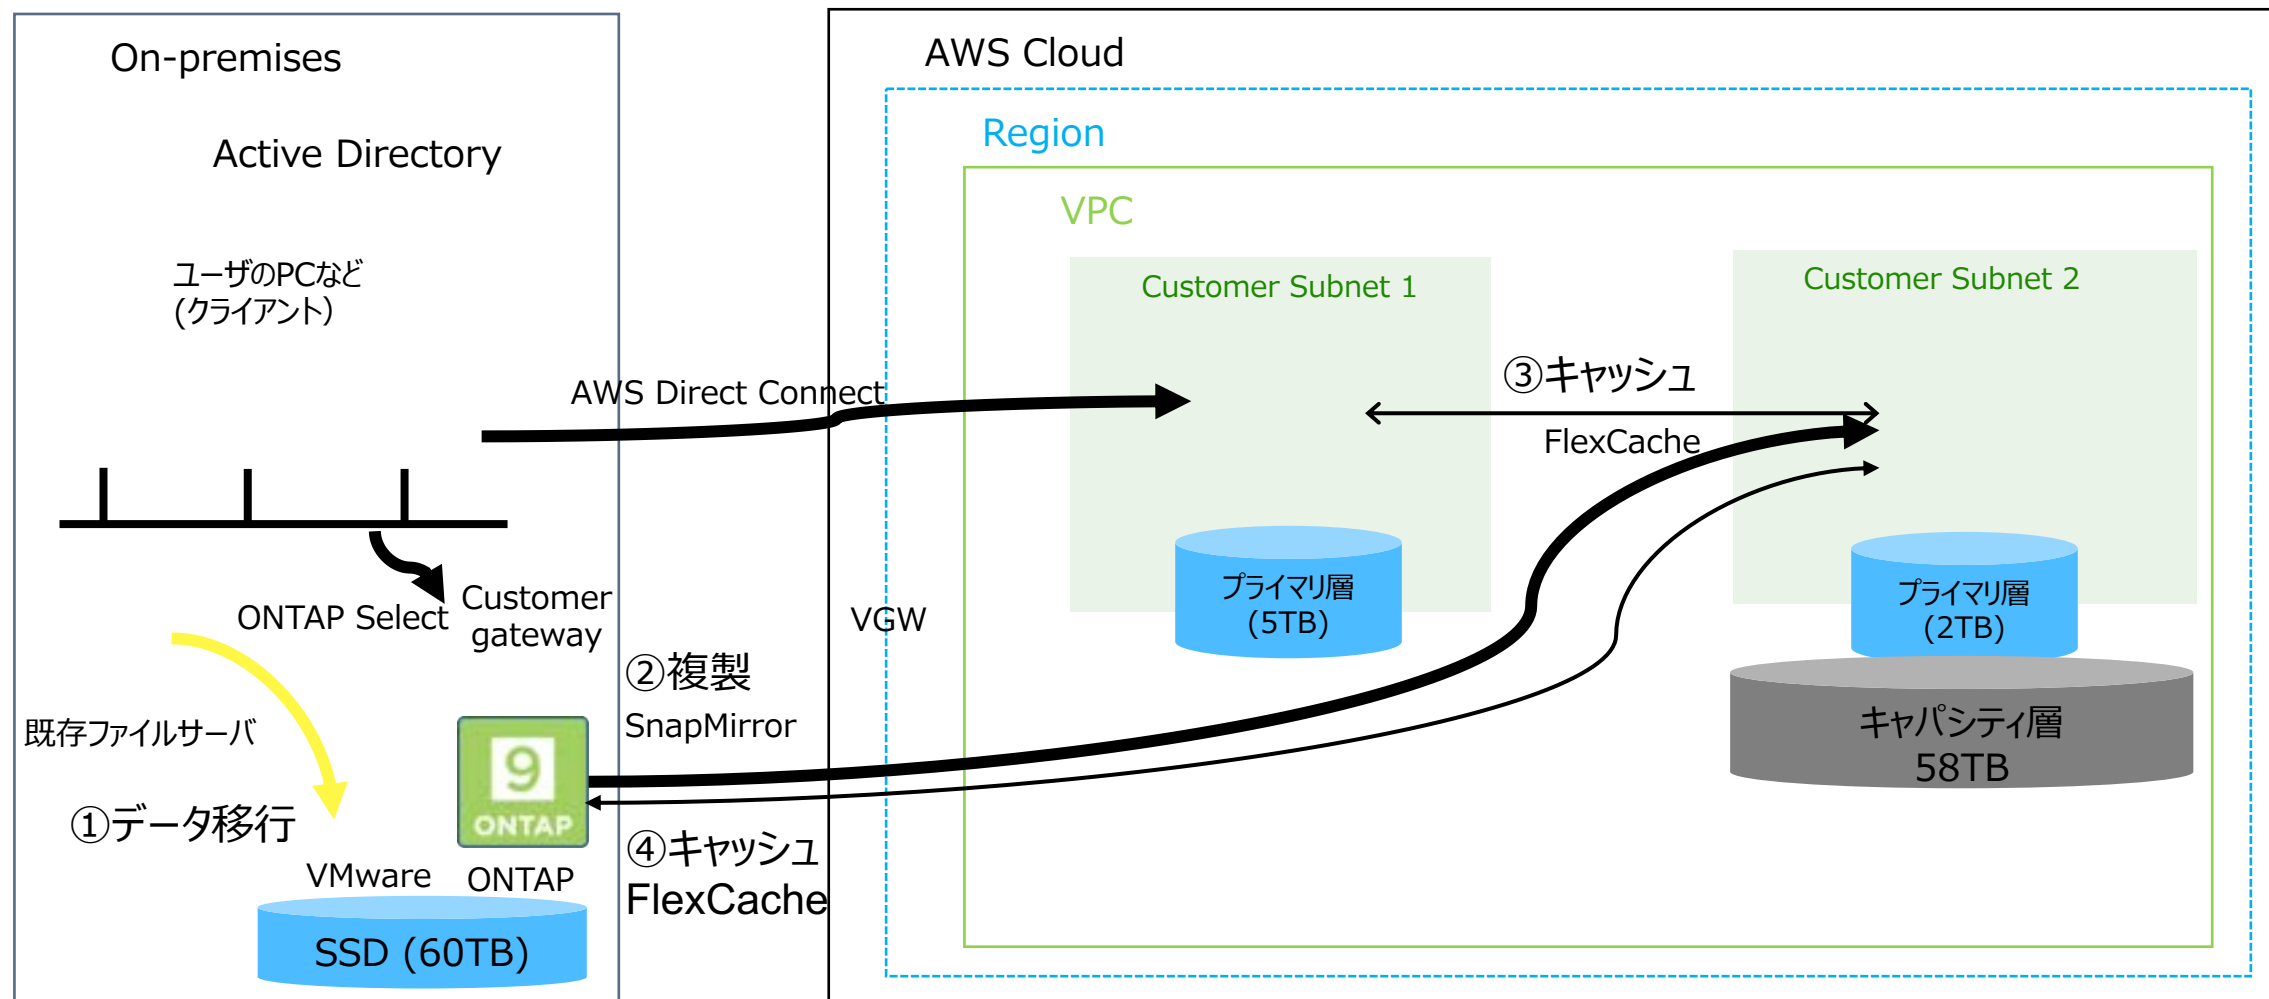 On-premises
Active Directory
ユーザのPCなど
(クライアント)
AWS Direct Connect
ONTAP Select
Customer
gateway
既存ファイルサーバ
①データ移行
VMware
9
ONTAP
ONTAP
SSD (60TB)
②複製
SnapMirror
④キャッシュ
FlexCache
VGW
AWS Cloud
Region
VPC
Customer Subnet 1
プライマリ層
(5TB)
③キャッシュ
FlexCache
Customer Subnet 2
プライマリ層
(2TB)
キャパシティ層
58TB